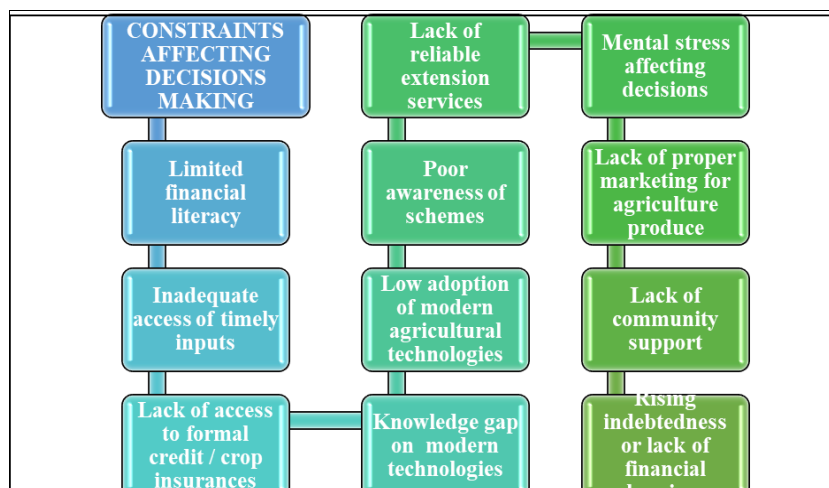 CONSTRAINTS
AFFECTING
DECISIONS
MAKING
Limited
financial
literacy
Inadequate
access of timely
inputs
Lack of access
to formal
credit / crop
insurances
Knowledge gap
on modern
technologies
Low adoption
of modern
agricultural
technologies
Poor
awareness of
schemes
Lack of
reliable
extension
services
Mental stress
affecting
decisions
Lack of proper
marketing for
agriculture
produce
Lack of
community
support
Rising
indebtedness
or lack of
financial